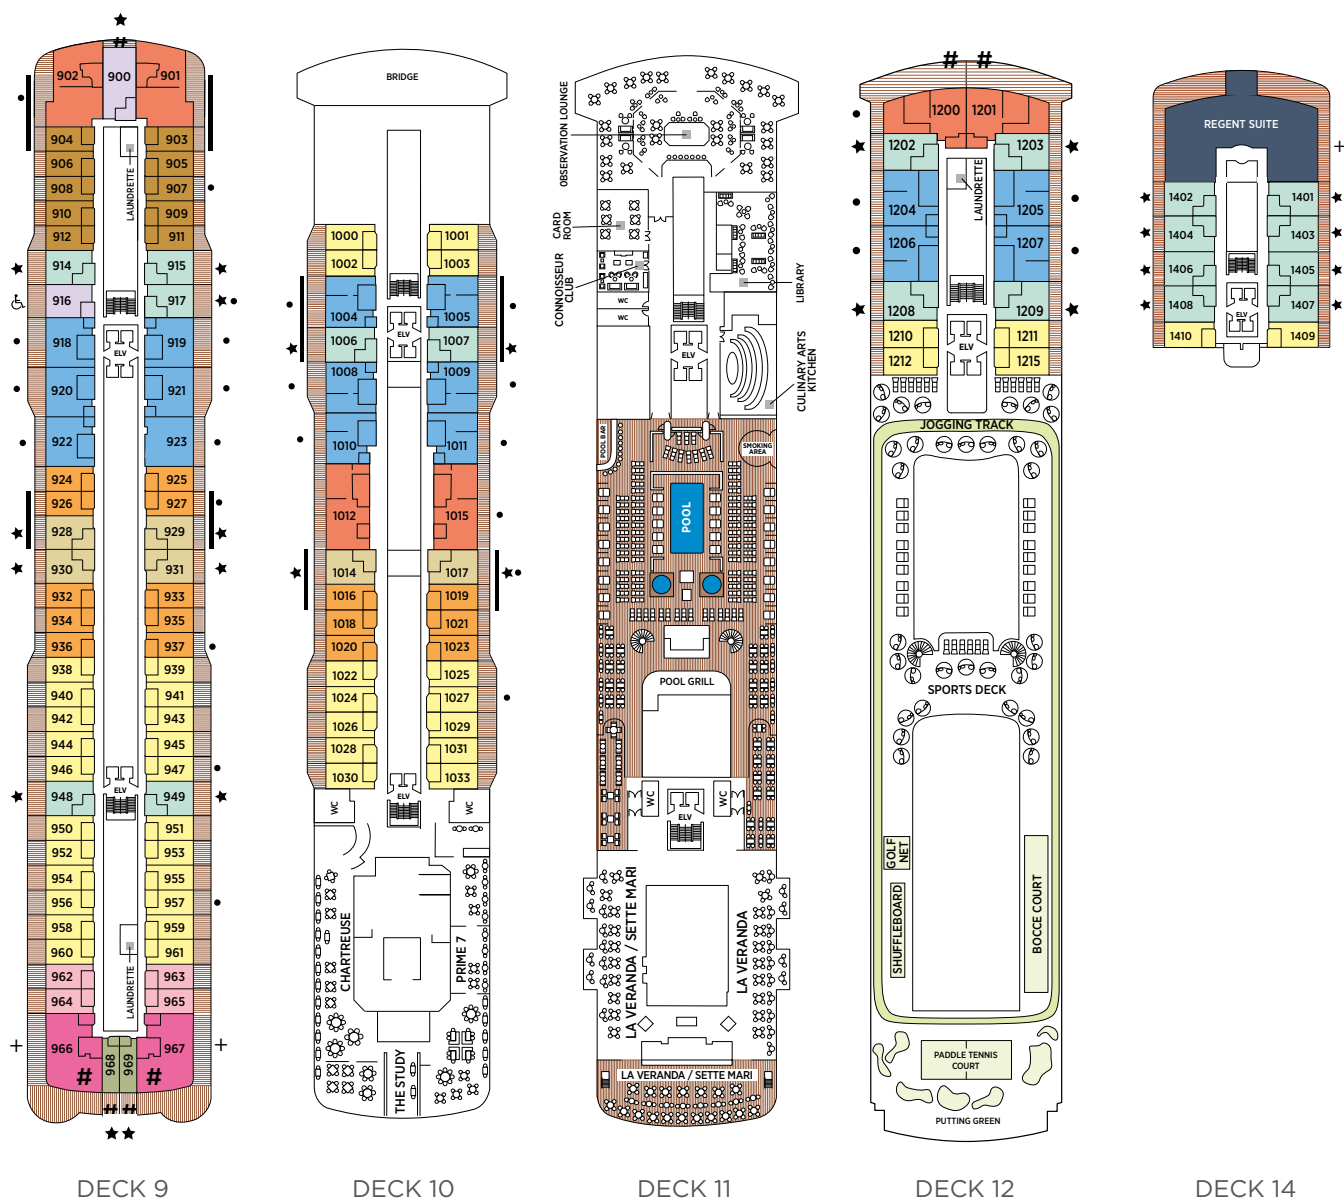 902
900
901
904
903
906
905
908
907
910
909
912
911
LAUNDRETTE
914
915
916
917
918
919
ELV
920
921
922
923
924
925
926
927
928
929
930
931
932
933
934
935
936
937
938
939
940
941
942
943
944
945
946
947
948
949
ELV
950
951
952
953
954
955
956
957
958
959
960
961
962
963
964
965
LAUNDRETTE
966
968
969
967
#
DECK 9
BRIDGE
1000
1001
1002
1003
1004
1005
ELV
1006
1007
1008
1009
1010
1011
1012
1015
1014
1017
1016
1019
1018
1021
1020
1023
1022
1025
1024
1027
1026
1029
1028
1031
1030
1033
ELV
WC
WC
CHARTREUSE
PRIME 7
THE STUDY
DECK 10
OBSERVATION LOUNGE
CARD
ROOM
CONNOISSEUR
CLUB
WC
WC
LIBRARY
ELV
CULINARY ARTS
KITCHEN
POOL BAR
SMOKING
AREA
POOL
POOL GRILL
WC
WC
ELV
LA VERANDA / SETTE MARI
LA VERANDA
LA VERANDA / SETTE MARI
DECK 11
# #
1200
1201
1202
1203
LAUNDRETTE
1204
1205
1206
1207
1208
1209
1210
1211
ELV
1212
1215
JOGGING TRACK
SPORTS DECK
GOLF
NET
SHUFFLEBOARD
BOCCE COURT
PADDLE TENNIS
COURT
PUTTING GREEN
DECK 12
REGENT SUITE
1402
1401
1404
1403
1406
1405
1408
1407
ELV
1410
1409
DECK 14